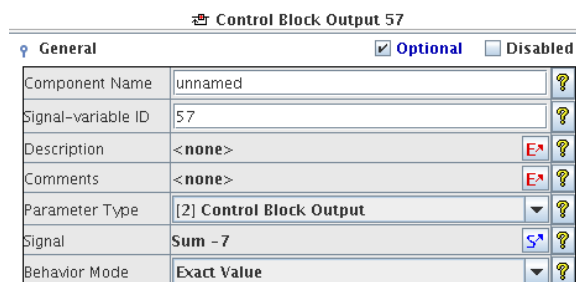 Control Block Output 57
General Optional Disabled
Component Name unnamed ?
Signal-variable ID 57 ?
Description <none> E ?
Comments <none> E ?
Parameter Type [2] Control Block Output ?
Signal Sum -7 S ?
Behavior Mode Exact Value ?